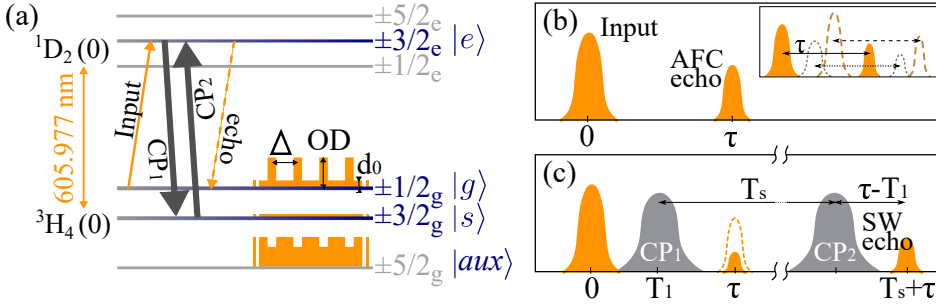 (a)
±5/2e
¹D₂(0)
±3/2e |e⟩
±1/2e
605.977 nm
Input
CP₁
CP₂
echo
Δ
OD
d₀
±1/2g |g⟩
³H₄(0)
±3/2g |s⟩
±5/2g |aux⟩
(b)
Input
AFC
echo
τ
0
τ
(c)
Tₛ
τ-T₁
SW
echo
CP₁
CP₂
0
T₁
τ
Tₛ+τ